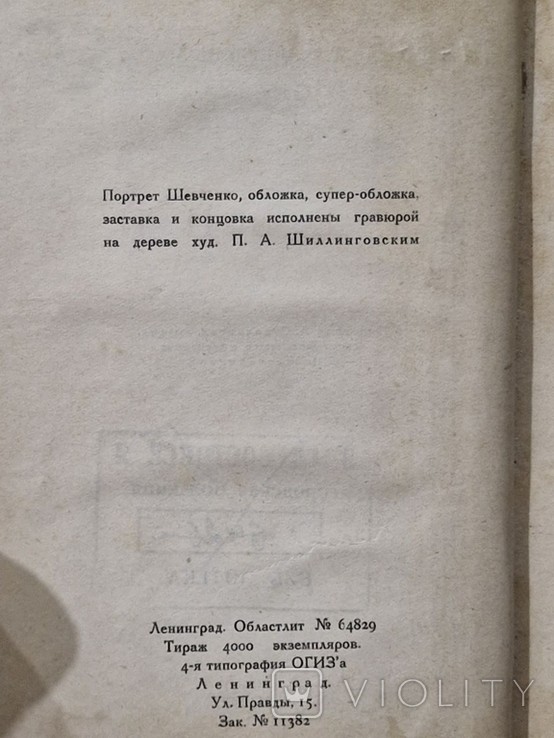 Портрет Шевченко, обложка, супер-обложка,
заставка и концовка исполнены гравюрой
на дереве худ. П. А. Шиллинговским
Ленинград. Областлит № 64829
Тираж 4000 экземпляров.
4-я типография ОГИЗ'а
Ленинград.
Ул. Правды, 15.
Зак. № 11382
VIOLITY